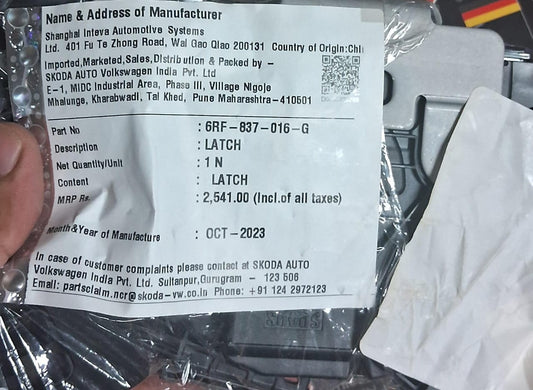 Name & Address of Manufacturer
Shanghai Inteva Automotive Systems
Ltd. 401 Fu Te Zhong Road, Wai Gao Qiao 200131 Country of Origin:Chi
Imported,Marketed,Sales,Distribution & Packed by -
SKODA AUTO Volkswagen India Pvt. Ltd
E-1, MIDC Industrial Area, Phase III, Village Nigoje
Mhalunge, Kharabwadi, Tal Khed, Pune Maharashtra-410501
Part No : 6RF-837-016-G
Description : LATCH
Net Quantity/Unit : 1 N
Content : LATCH
MRP Rs. : 2,541.00 (Incl.of all taxes)
Month&Year of Manufacture : OCT-2023
In case of customer complaints please contact at SKODA AUTO
Volkswagen India Pvt. Ltd. Sultanpur,Gurugram - 123 506
Email: partsclaim.ncr@skoda-vw.co.in Phone: +91 124 2972123